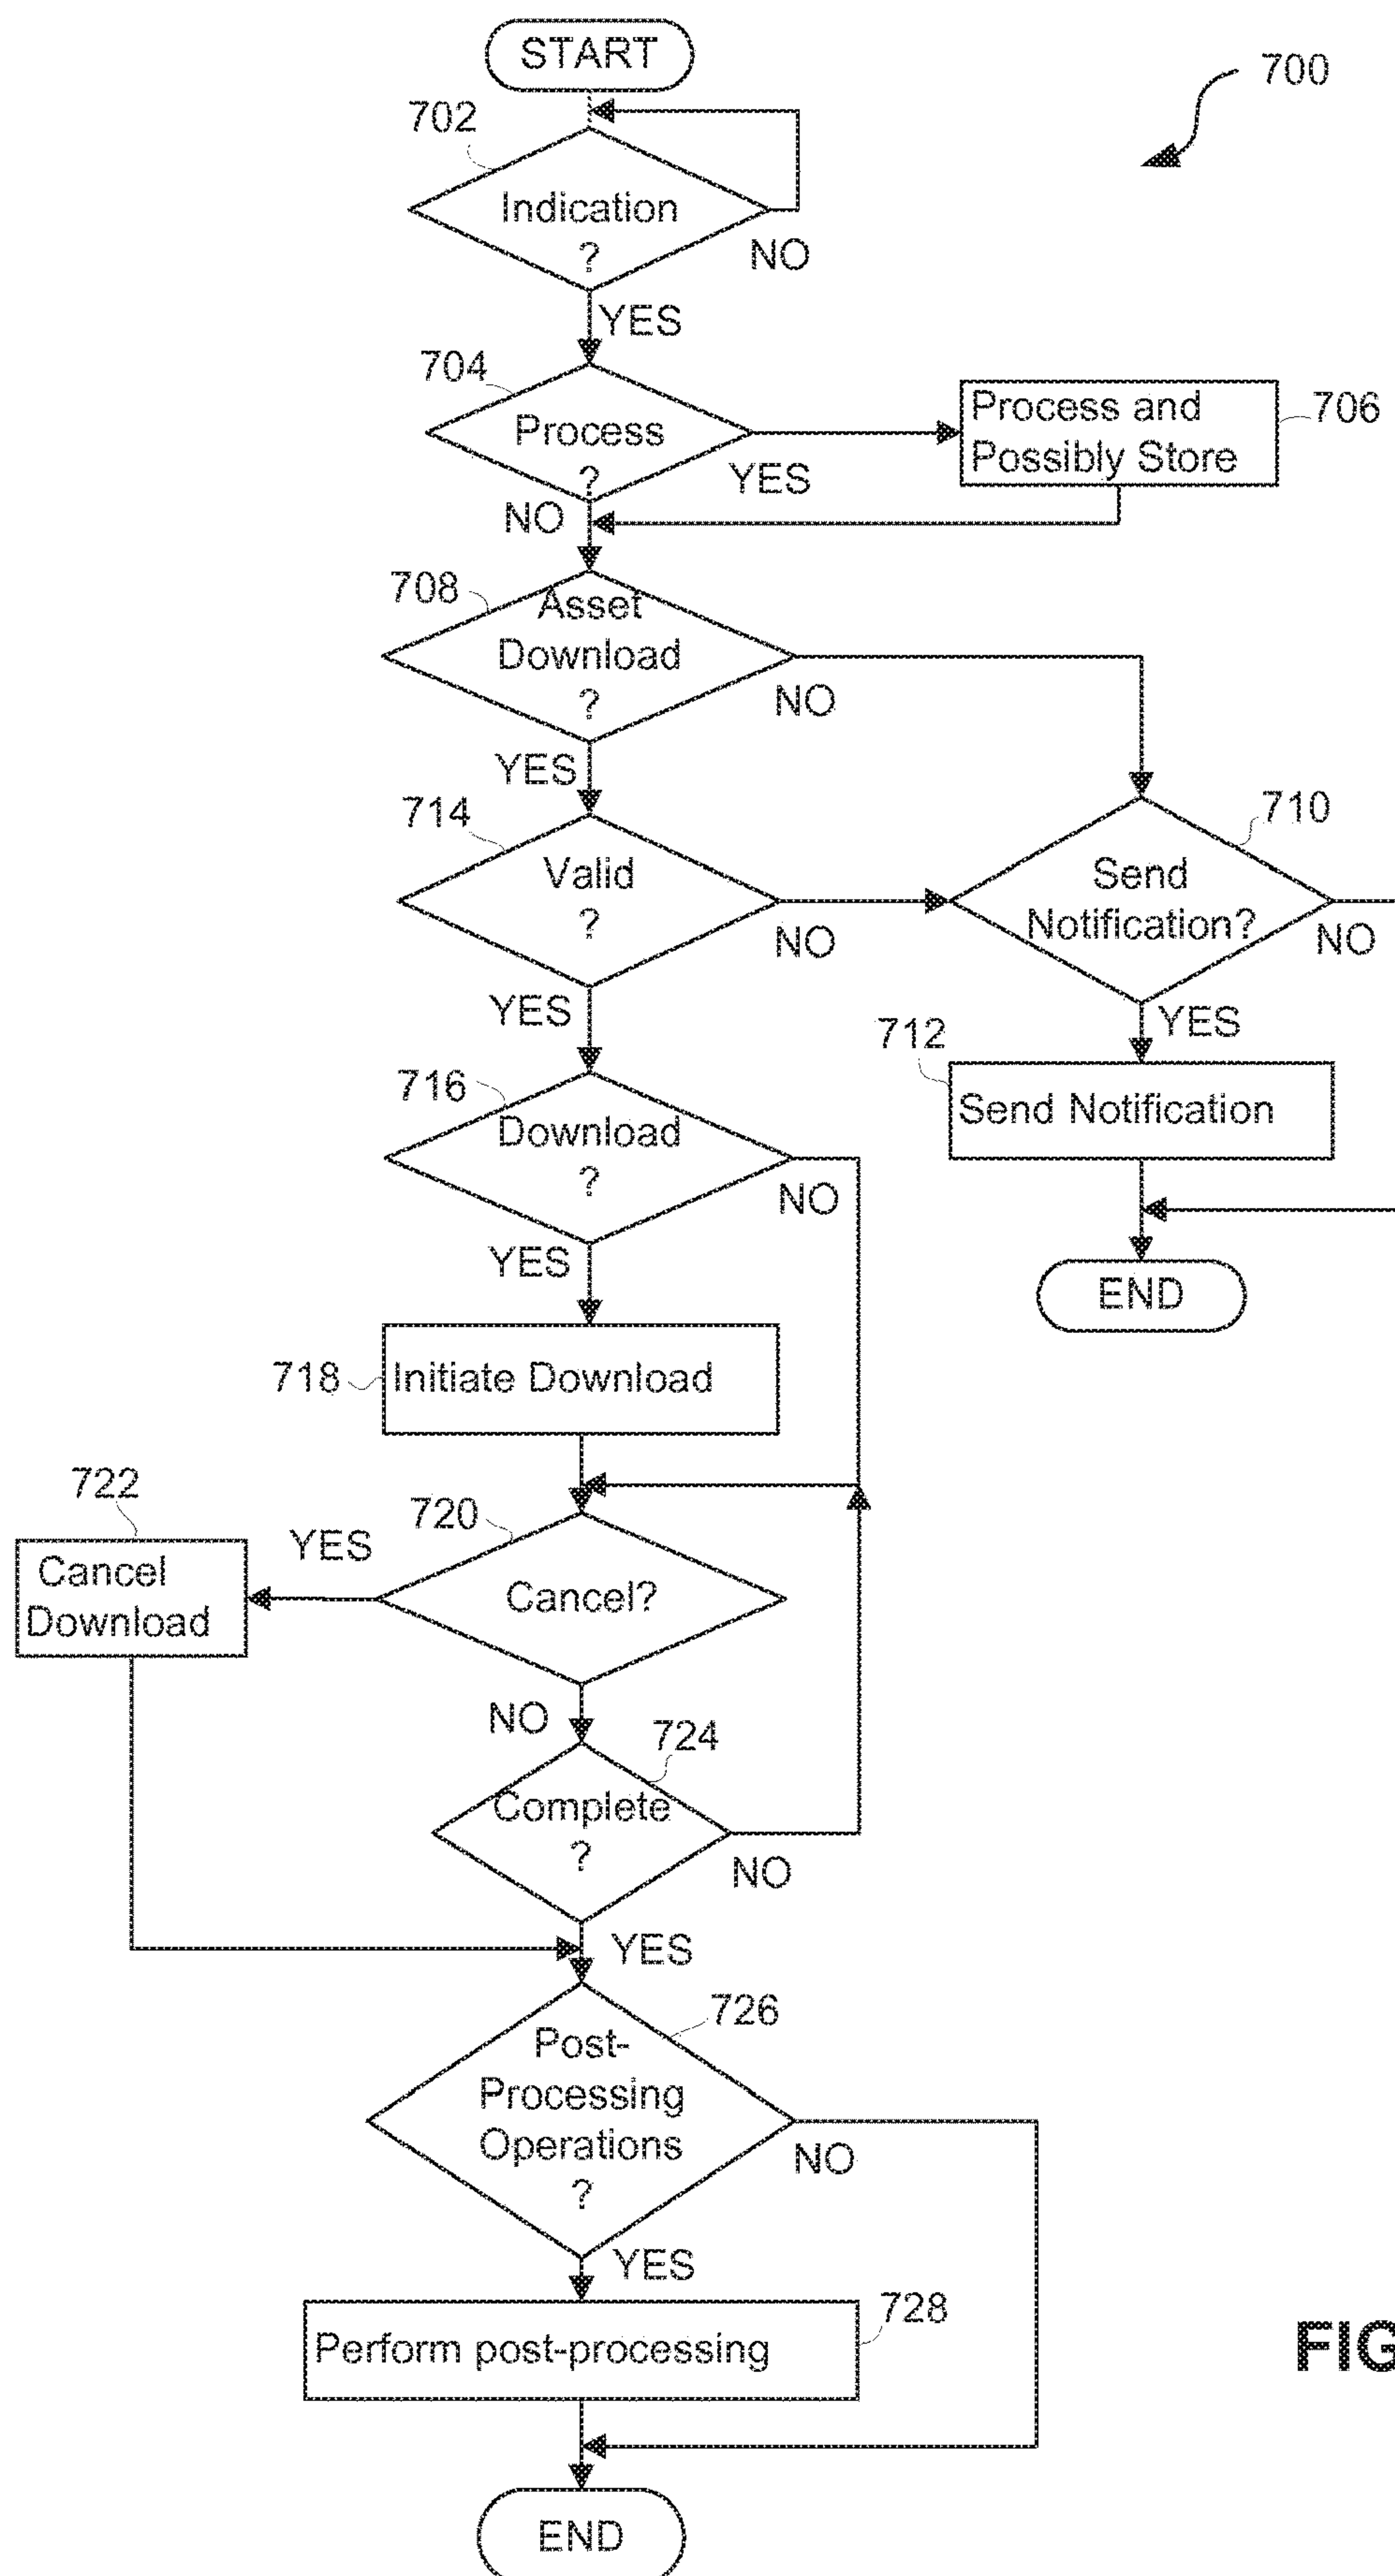 START
700
702
Indication
?
NO
YES
704
Process
?
YES
NO
Process and
Possibly Store
706
708
Asset
Download
?
NO
YES
714
Valid
?
NO
YES
710
Send
Notification?
NO
YES
712
Send Notification
END
716
Download
?
NO
YES
718
Initiate Download
722
Cancel
Download
YES
720
Cancel?
NO
724
Complete
?
NO
YES
726
Post-
Processing
Operations
?
NO
YES
728
Perform post-processing
END
FIG